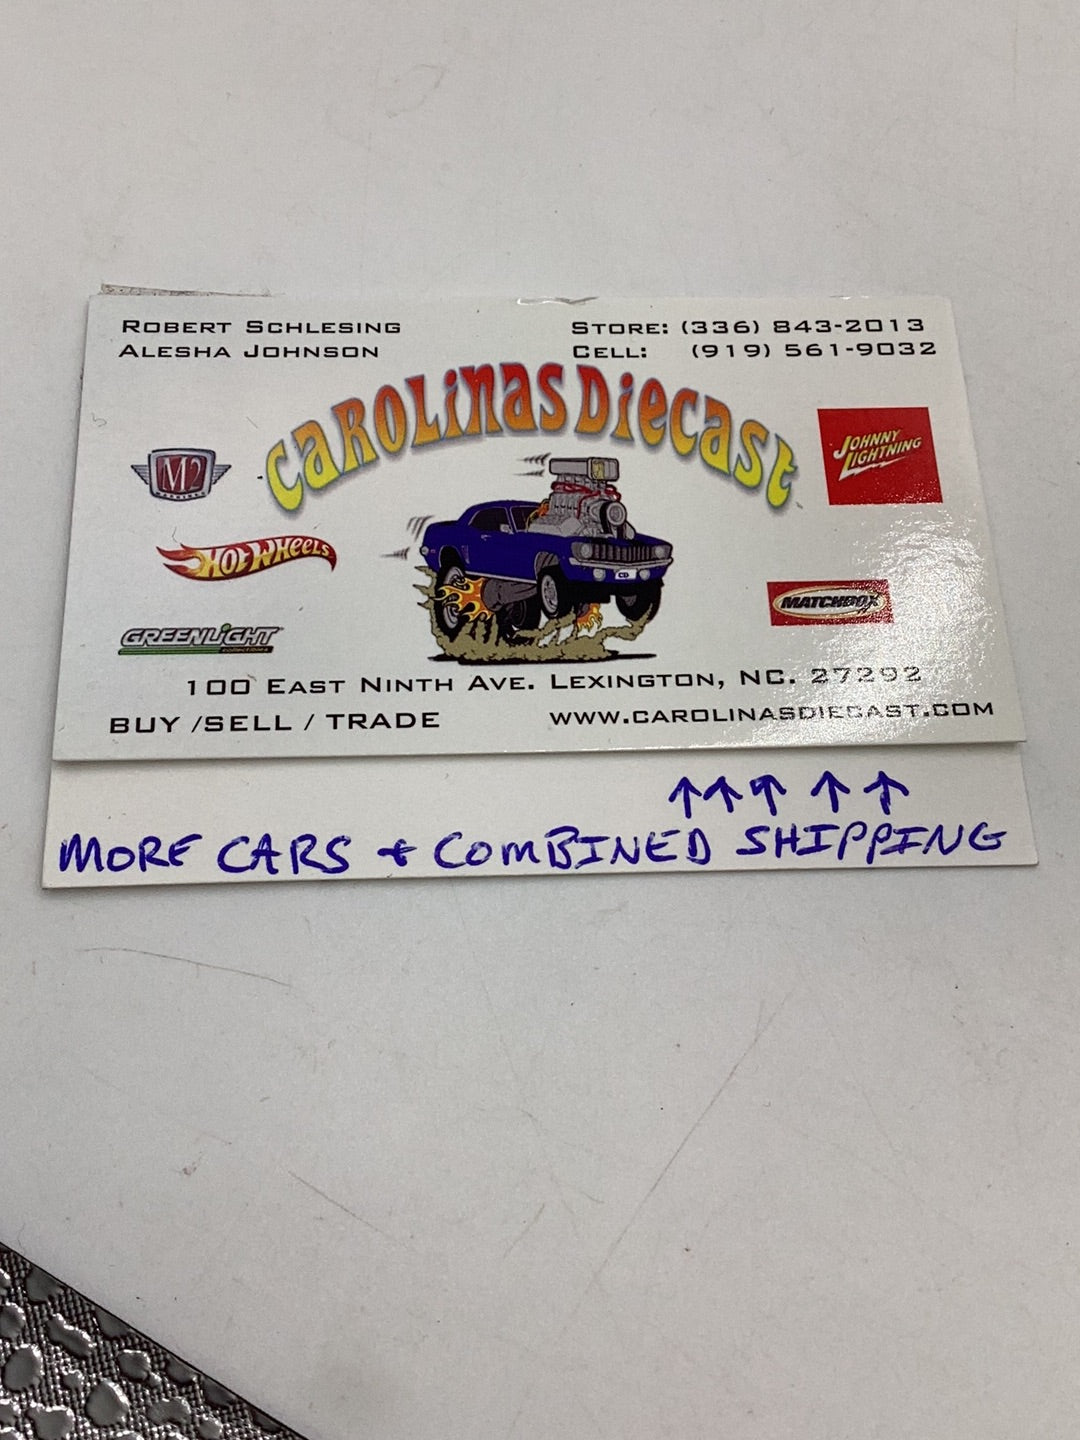 ROBERT SCHLESING
ALESHA JOHNSON
STORE: (336) 843-2013
CELL: (919) 561-9032
CAROLINAS DIECAST
M2
JOHNNY LIGHTNING
HOT WHEELS
CD
MATCHBOX
GREENLIGHT
collectibles
100 EAST NINTH AVE. LEXINGTON, NC. 27292
BUY /SELL / TRADE
WWW.CAROLINASDIECAST.COM
↑↑↑ ↑ ↑
MORE CARS + COMBINED SHIPPING